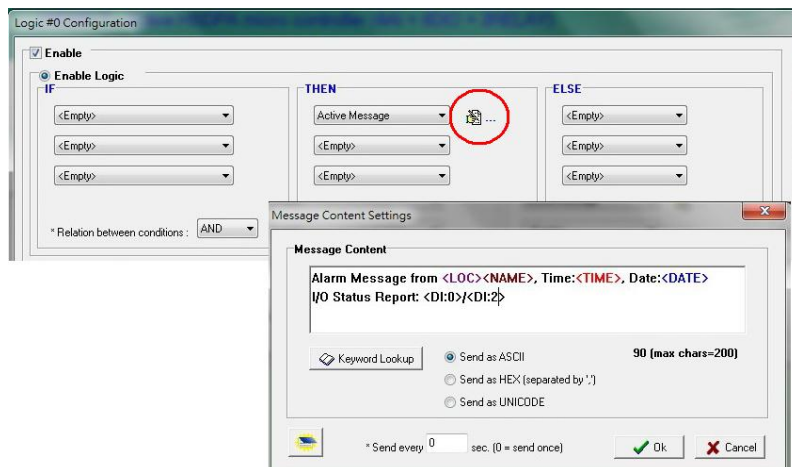 Logic #0 Configuration
Enable
Enable Logic
IF
THEN
ELSE
<Empty>
Active Message
...
<Empty>
<Empty>
<Empty>
<Empty>
<Empty>
<Empty>
<Empty>
* Relation between conditions :
AND
Message Content Settings
Message Content
Alarm Message from <LOC><NAME>, Time:<TIME>, Date:<DATE>
I/O Status Report: <DI:0>/<DI:2>
Keyword Lookup
Send as ASCII
90 (max chars=200)
Send as HEX (separated by ',')
Send as UNICODE
* Send every 0 sec. (0 = send once)
Ok
Cancel